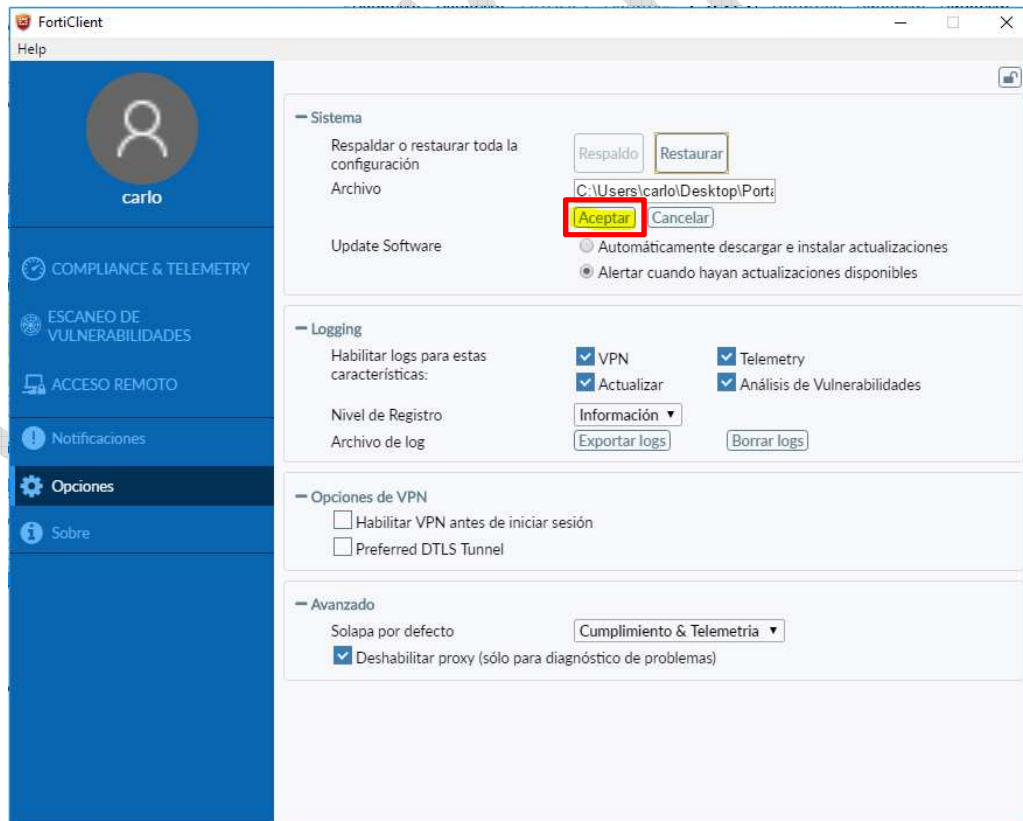 FortiClient
Help
carlo
COMPLIANCE & TELEMETRY
ESCANEO DE
VULNERABILIDADES
ACCESO REMOTO
Notificaciones
Opciones
Sobre
Sistema
Respaldar o restaurar toda la
configuración
Respaldo Restaurar
Archivo
C:\Users\carlo\Desktop\Porta
Aceptar Cancelar
Update Software
Automáticamente descargar e instalar actualizaciones
Alertar cuando hayan actualizaciones disponibles
Logging
Habilitar logs para estas
características:
VPN Telemetry
Actualizar Análisis de Vulnerabilidades
Nivel de Registro Información
Archivo de log Exportar logs Borrar logs
Opciones de VPN
Habilitar VPN antes de iniciar sesión
Preferred DTLS Tunnel
Avanzado
Solapa por defecto Cumplimiento & Telemetria
Deshabilitar proxy (sólo para diagnóstico de problemas)